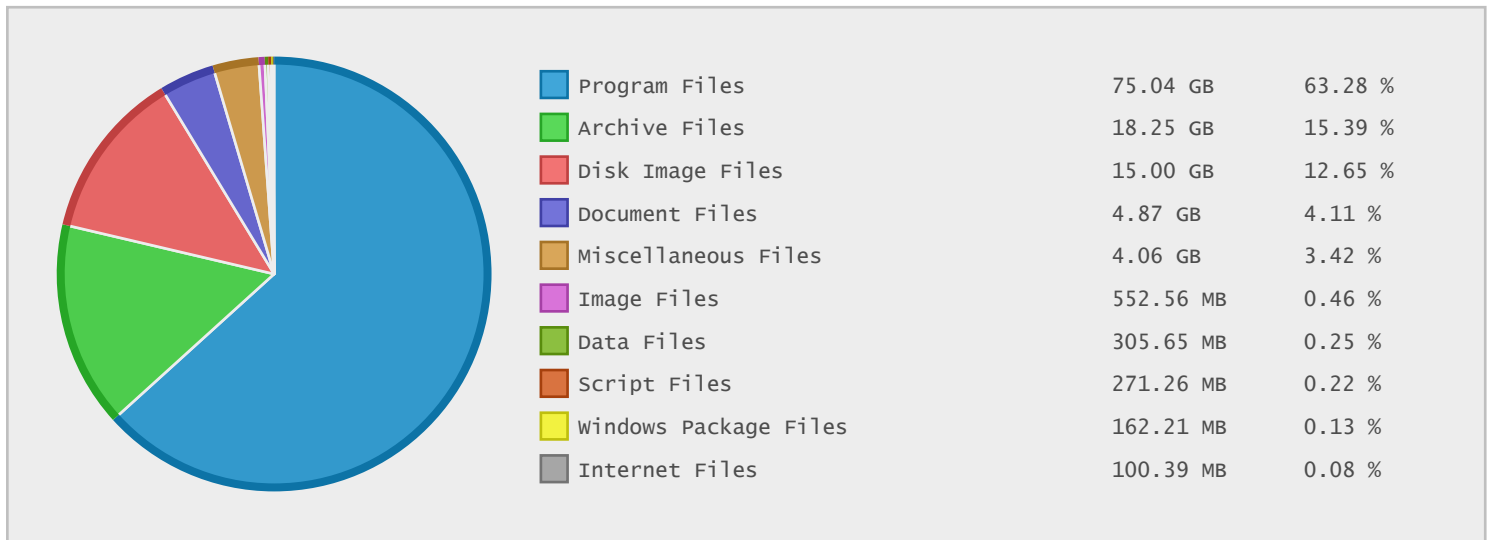 Program Files 75.04 GB 63.28 %
Archive Files 18.25 GB 15.39 %
Disk Image Files 15.00 GB 12.65 %
Document Files 4.87 GB 4.11 %
Miscellaneous Files 4.06 GB 3.42 %
Image Files 552.56 MB 0.46 %
Data Files 305.65 MB 0.25 %
Script Files 271.26 MB 0.22 %
Windows Package Files 162.21 MB 0.13 %
Internet Files 100.39 MB 0.08 %